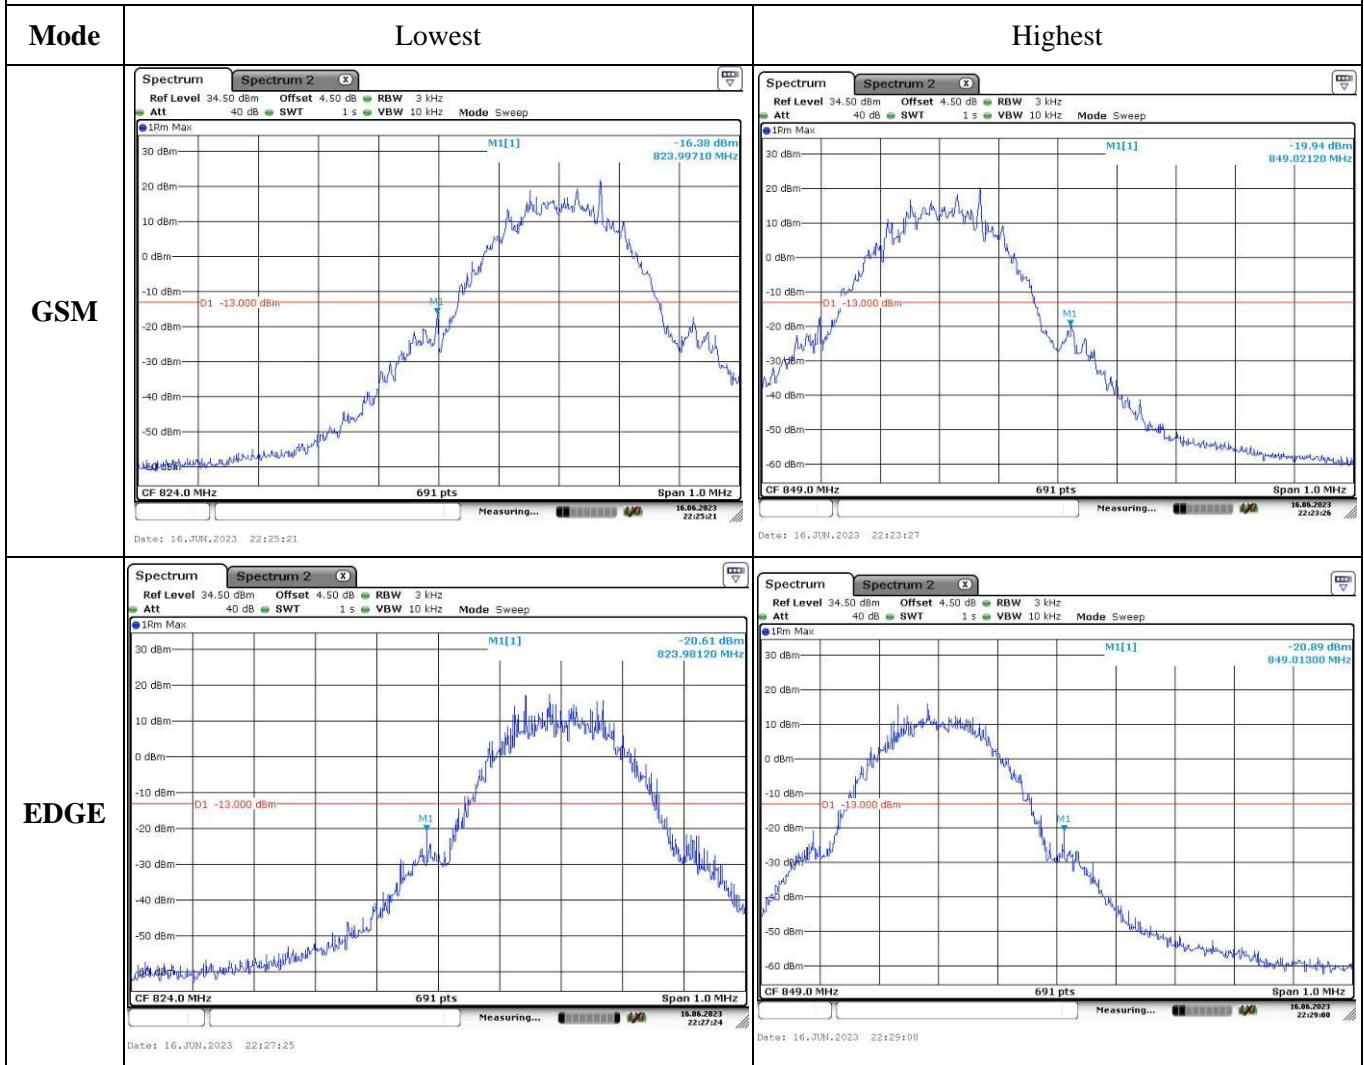 Mode Lowest Highest
GSM
Spectrum Spectrum 2 X
Ref Level 34.50 dBm Offset 4.50 dB RBW 3 kHz
Att 40 dB SWT 1 s VBW 10 kHz Mode Sweep
1Rm Max
M1[1] -16.38 dBm
823.99710 MHz
30 dBm
20 dBm
10 dBm
0 dBm
-10 dBm
D1 -13.000 dBm
M1
-20 dBm
-30 dBm
-40 dBm
-50 dBm
-60 dBm
CF 824.0 MHz 691 pts Span 1.0 MHz
Measuring... 16.06.2023
22:25:21
Date: 16.JUN.2023 22:25:21
Spectrum Spectrum 2 X
Ref Level 34.50 dBm Offset 4.50 dB RBW 3 kHz
Att 40 dB SWT 1 s VBW 10 kHz Mode Sweep
1Rm Max
M1[1] -19.94 dBm
849.02120 MHz
30 dBm
20 dBm
10 dBm
0 dBm
-10 dBm
D1 -13.000 dBm
M1
-20 dBm
-30 dBm
-40 dBm
-50 dBm
-60 dBm
CF 849.0 MHz 691 pts Span 1.0 MHz
Measuring... 16.06.2023
22:23:26
Date: 16.JUN.2023 22:23:27
EDGE
Spectrum Spectrum 2 X
Ref Level 34.50 dBm Offset 4.50 dB RBW 3 kHz
Att 40 dB SWT 1 s VBW 10 kHz Mode Sweep
1Rm Max
M1[1] -20.61 dBm
823.98120 MHz
30 dBm
20 dBm
10 dBm
0 dBm
-10 dBm
D1 -13.000 dBm
M1
-20 dBm
-30 dBm
-40 dBm
-50 dBm
-60 dBm
CF 824.0 MHz 691 pts Span 1.0 MHz
Measuring... 16.06.2023
22:27:24
Date: 16.JUN.2023 22:27:25
Spectrum Spectrum 2 X
Ref Level 34.50 dBm Offset 4.50 dB RBW 3 kHz
Att 40 dB SWT 1 s VBW 10 kHz Mode Sweep
1Rm Max
M1[1] -20.89 dBm
849.01300 MHz
30 dBm
20 dBm
10 dBm
0 dBm
-10 dBm
D1 -13.000 dBm
M1
-20 dBm
-30 dBm
-40 dBm
-50 dBm
-60 dBm
CF 849.0 MHz 691 pts Span 1.0 MHz
Measuring... 16.06.2023
22:29:00
Date: 16.JUN.2023 22:29:00